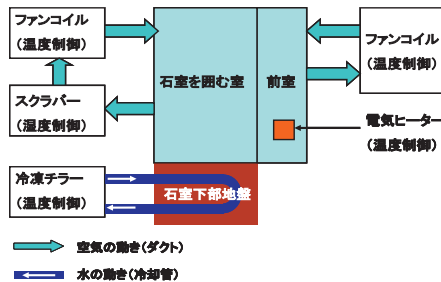 ファンコイル
(温度制御)
スクラバー
(湿度制御)
冷凍チラー
(温度制御)
石室を囲む室
前室
石室下部地盤
ファンコイル
(温度制御)
電気ヒーター
(温度制御)
空気の動き(ダクト)
水の動き(冷却管)